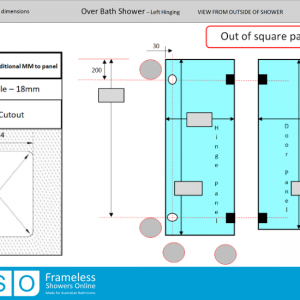 dimensions
Over Bath Shower – Left Hinging
VIEW FROM OUTSIDE OF SHOWER
Out of square pa
30
ditional MM to panel
200
le – 18mm
Cutout
4
Hinge Panel
Door Panel
SO
Frameless
Showers Online
Made for Australian Bathrooms